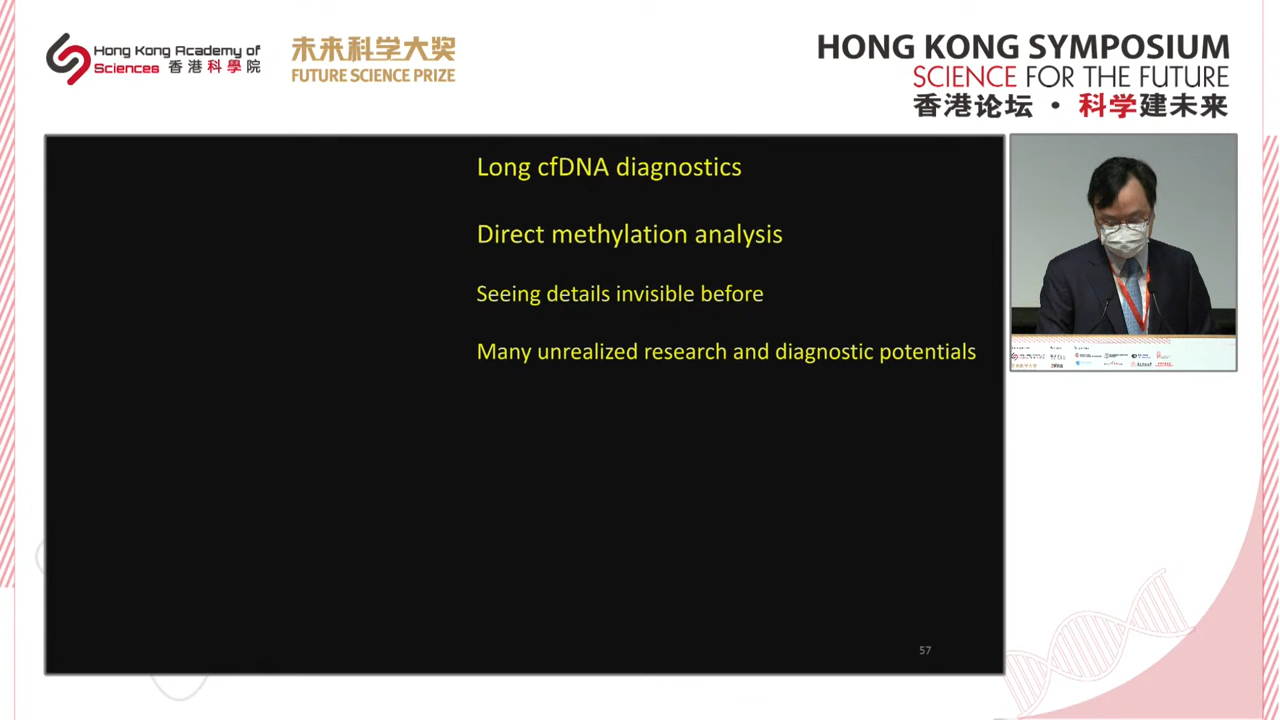 Hong Kong Academy of
Sciences 香港科學院
未来科学大奖
FUTURE SCIENCE PRIZE
HONG KONG SYMPOSIUM
SCIENCE FOR THE FUTURE
香港论坛 · 科学建未来
Long cfDNA diagnostics
Direct methylation analysis
Seeing details invisible before
Many unrealized research and diagnostic potentials
57